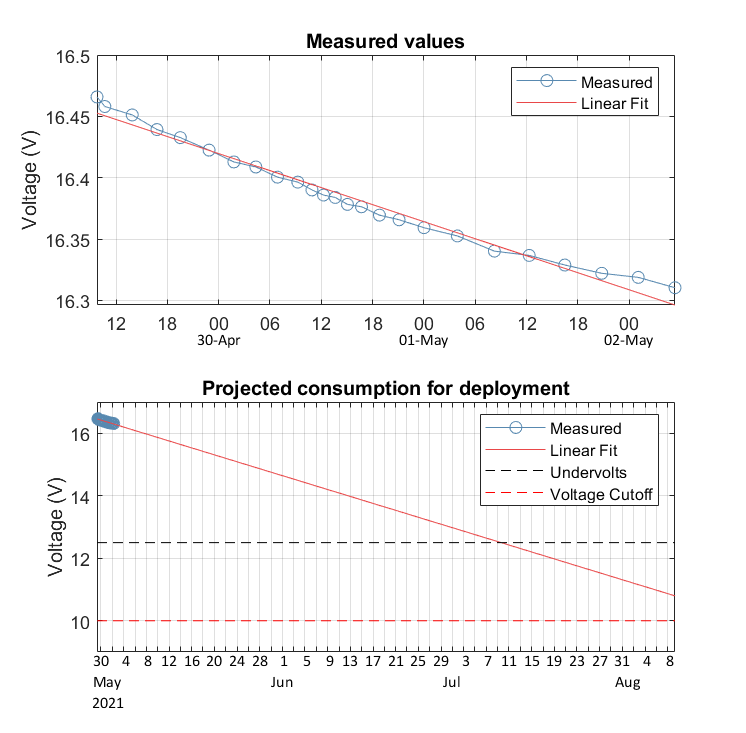 Measured values
Voltage (V)
16.5
16.45
16.4
16.35
16.3
Measured
Linear Fit
12 18 00 06 12 18 00 06 12 18 00
30-Apr 01-May 02-May
Projected consumption for deployment
Voltage (V)
16
14
12
10
Measured
Linear Fit
Undervolts
Voltage Cutoff
30 4 8 12 16 20 24 28 1 5 9 13 17 21 25 29 3 7 11 15 19 23 27 31 4 8
May Jun Jul Aug
2021